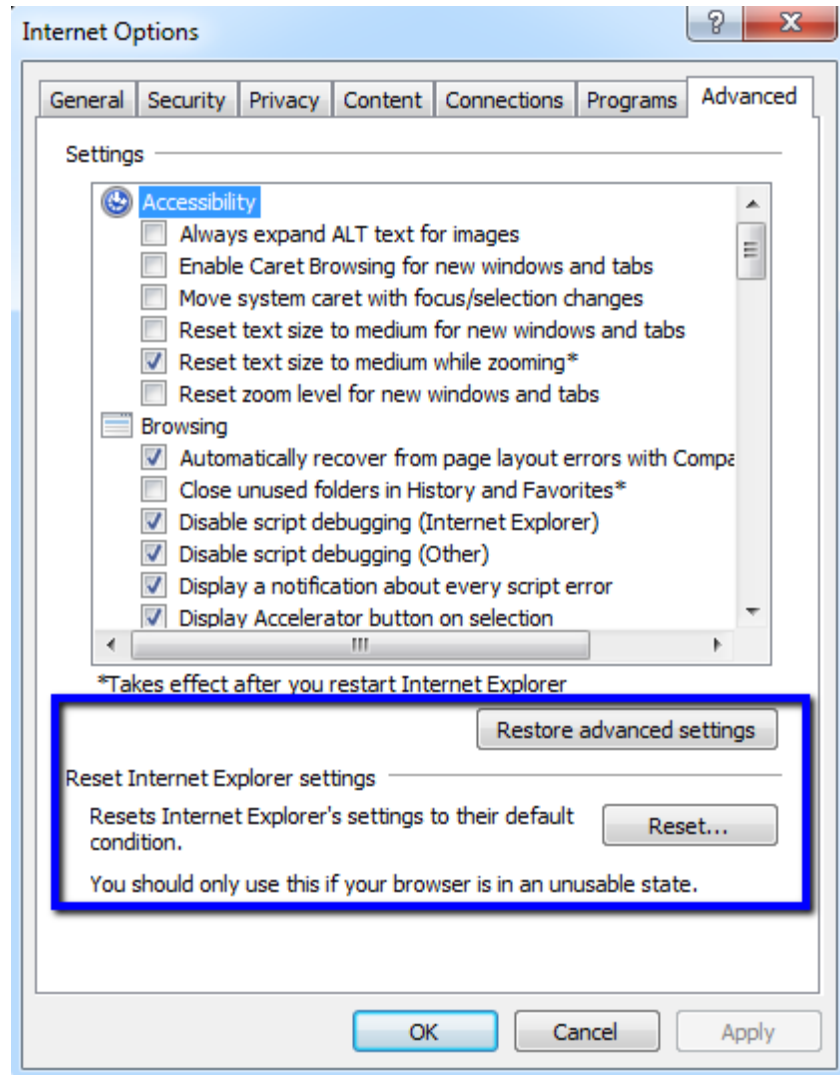 Internet Options
General Security Privacy Content Connections Programs Advanced
Settings
Accessibility
Always expand ALT text for images
Enable Caret Browsing for new windows and tabs
Move system caret with focus/selection changes
Reset text size to medium for new windows and tabs
Reset text size to medium while zooming*
Reset zoom level for new windows and tabs
Browsing
Automatically recover from page layout errors with Compa
Close unused folders in History and Favorites*
Disable script debugging (Internet Explorer)
Disable script debugging (Other)
Display a notification about every script error
Display Accelerator button on selection
*Takes effect after you restart Internet Explorer
Restore advanced settings
Reset Internet Explorer settings
Resets Internet Explorer's settings to their default
condition.
Reset...
You should only use this if your browser is in an unusable state.
OK Cancel Apply